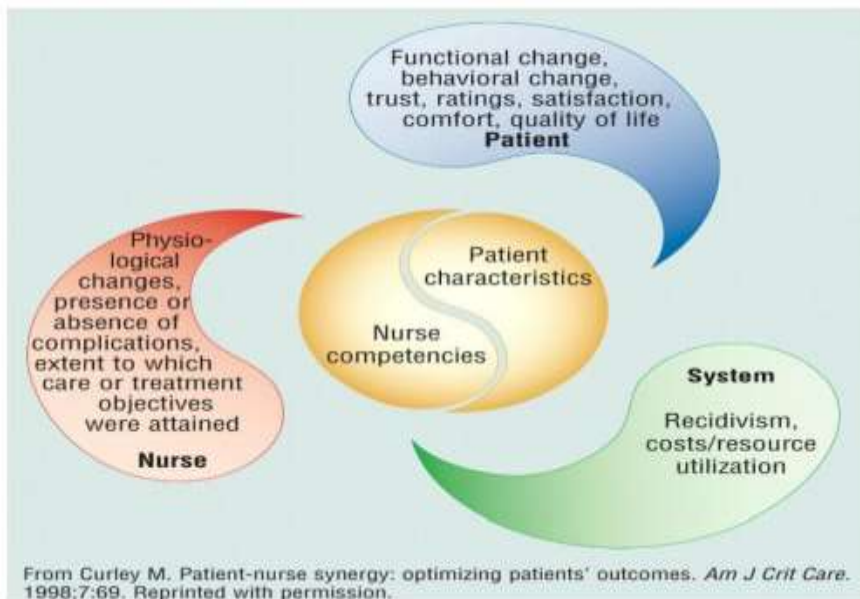 Functional change,
behavioral change,
trust, ratings, satisfaction,
comfort, quality of life
Patient
Physio-
logical
changes,
presence or
absence of
complications,
extent to which
care or treatment
objectives
were attained
Nurse
Patient
characteristics
Nurse
competencies
System
Recidivism,
costs/resource
utilization
From Curley M. Patient-nurse synergy: optimizing patients' outcomes. Am J Crit Care.
1998;7:69. Reprinted with permission.